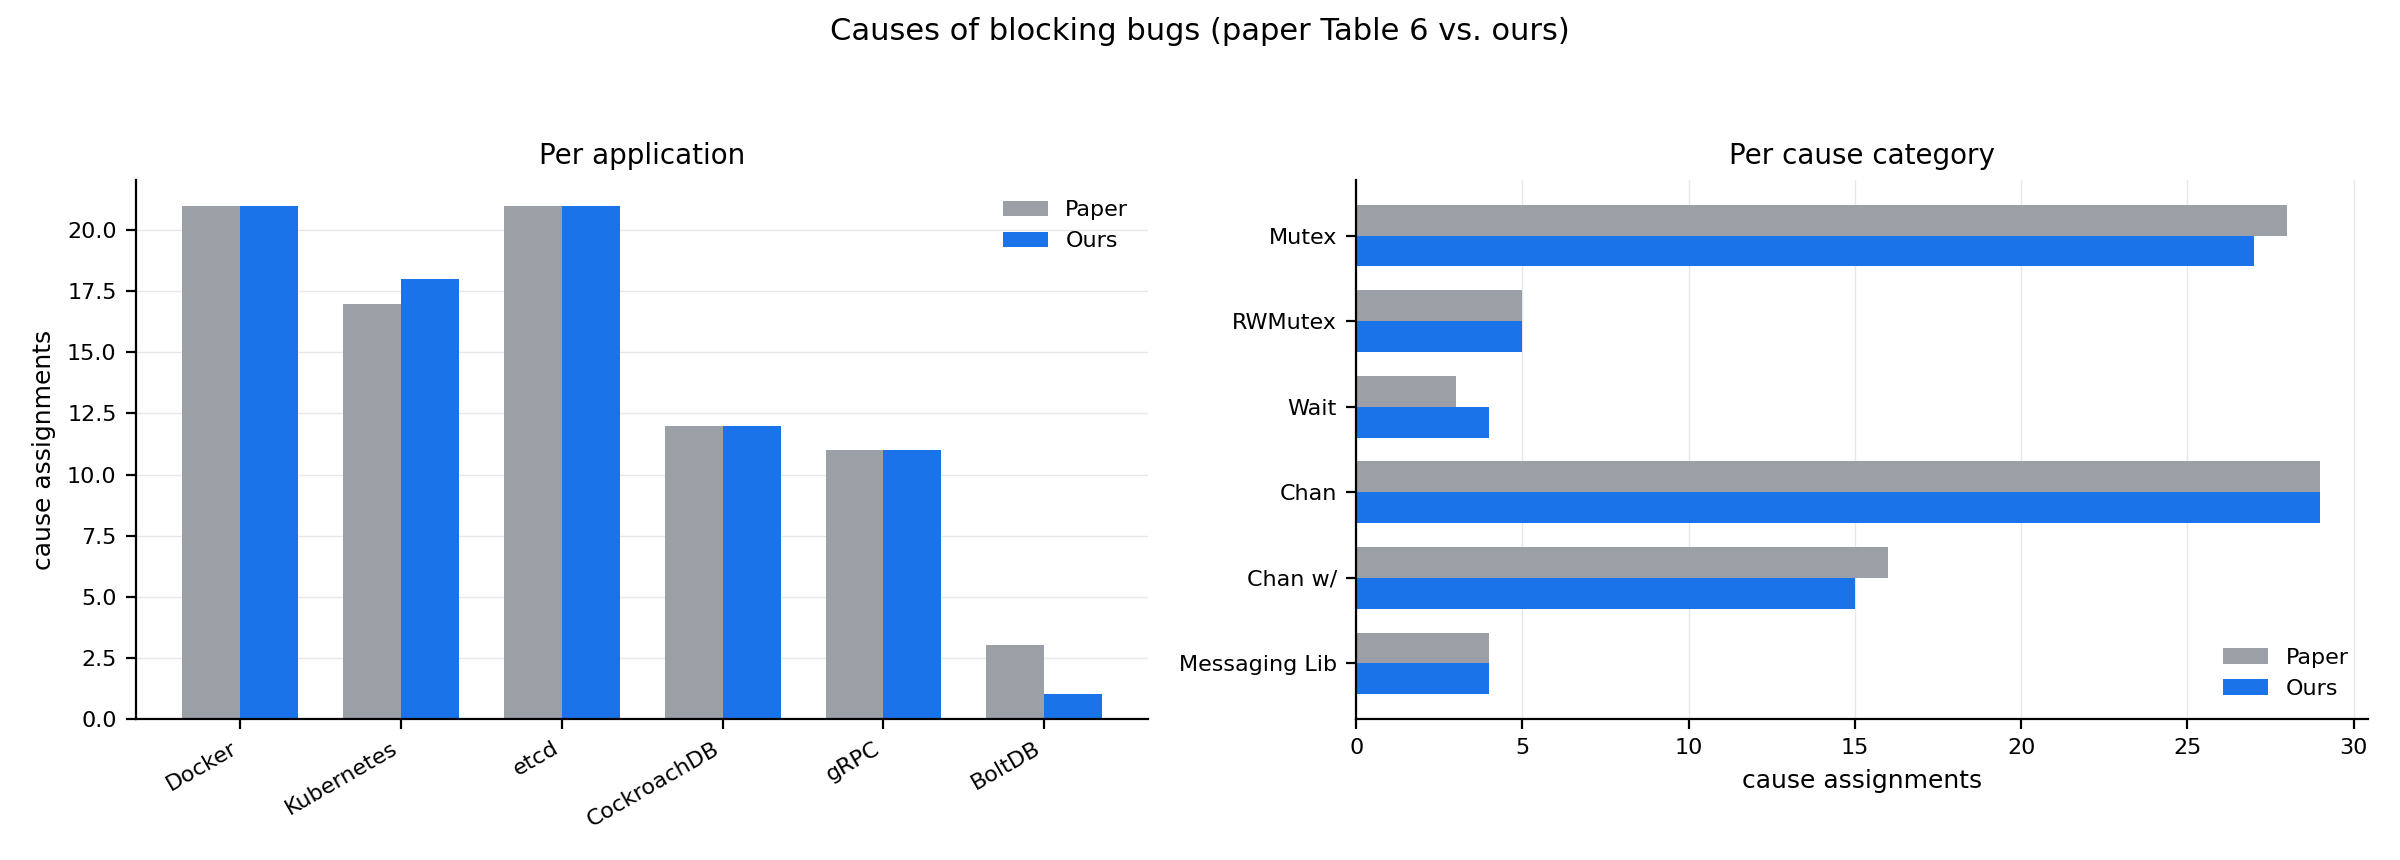 Causes of blocking bugs (paper Table 6 vs. ours)
Per application
cause assignments
20.0
17.5
15.0
12.5
10.0
7.5
5.0
2.5
0.0
Docker
Kubernetes
etcd
CockroachDB
gRPC
BoltDB
Paper
Ours
Per cause category
Mutex
RWMutex
Wait
Chan
Chan w/
Messaging Lib
0
5
10
15
20
25
30
cause assignments
Paper
Ours